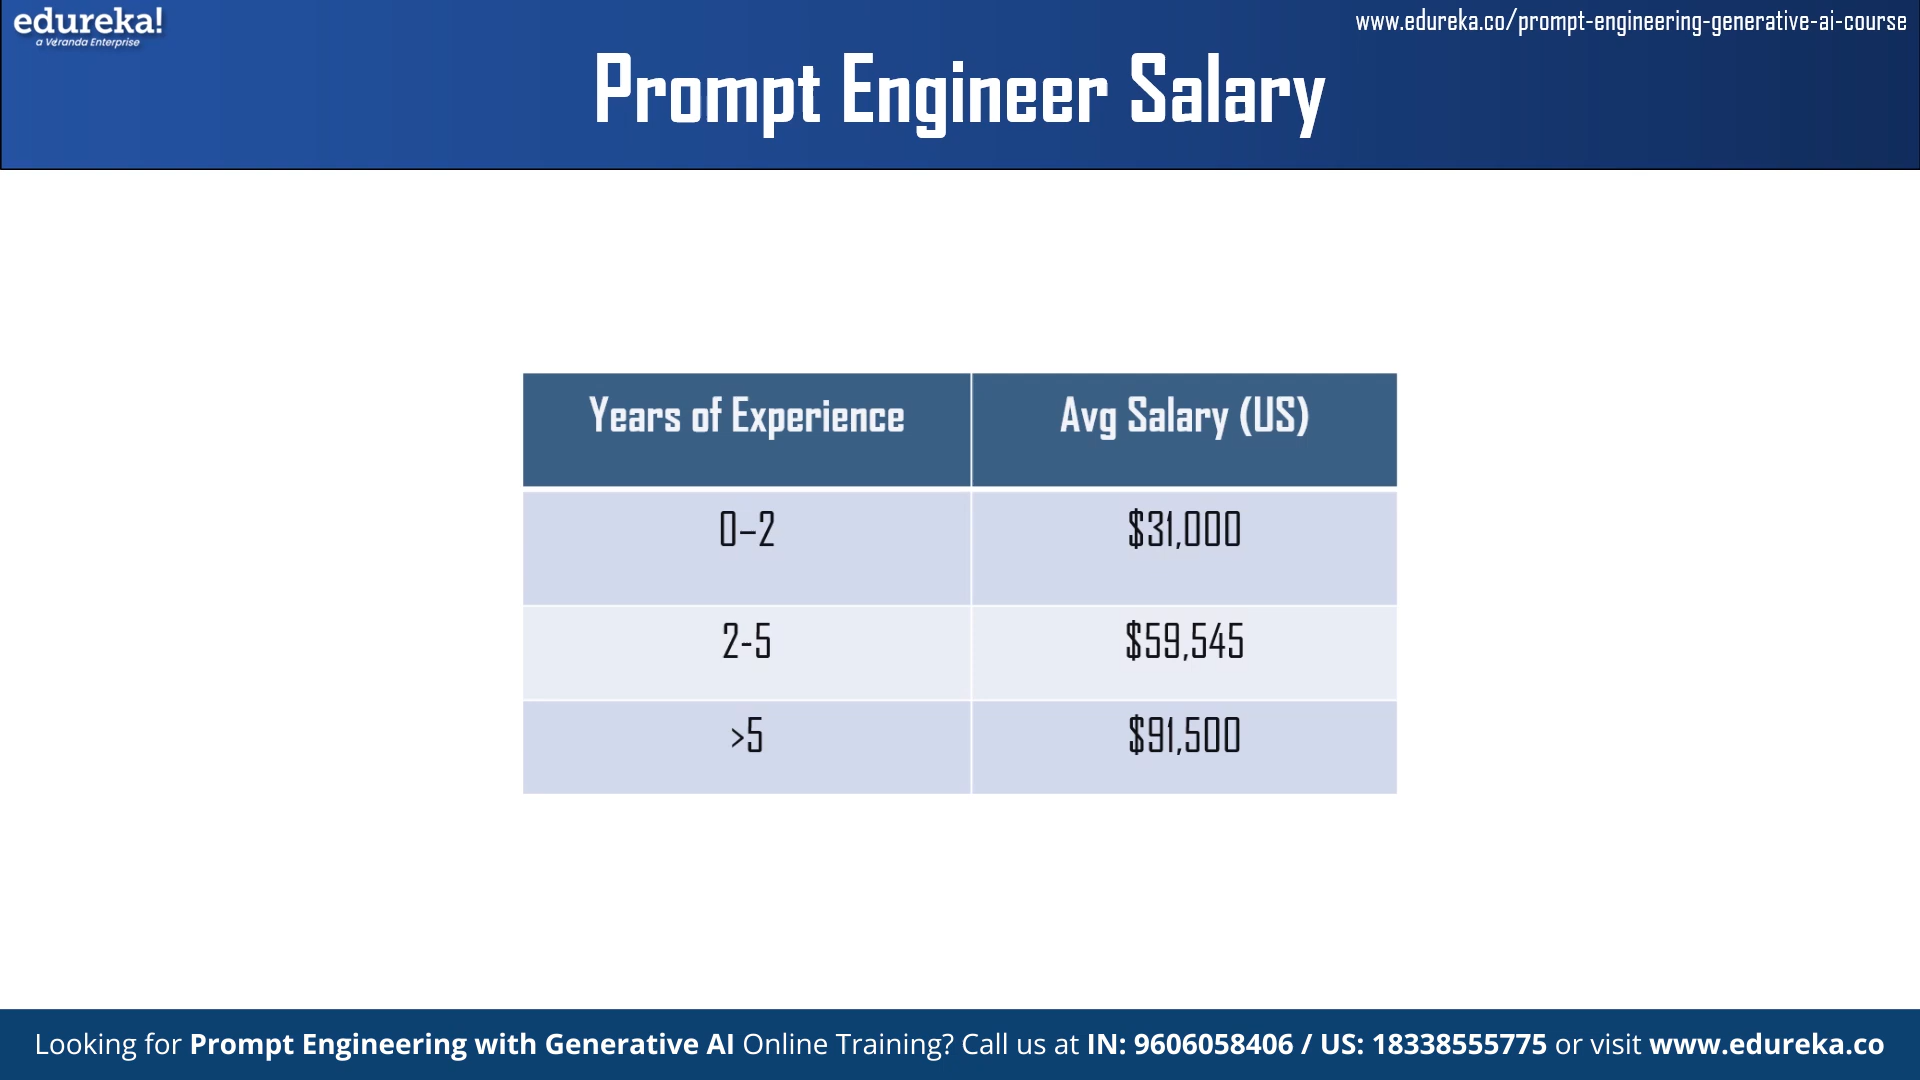 edureka!
a Veranda Enterprise
www.edureka.co/prompt-engineering-generative-ai-course
Prompt Engineer Salary
Years of Experience
Avg Salary (US)
0–2
$31,000
2-5
$59,545
>5
$91,500
Looking for Prompt Engineering with Generative AI Online Training? Call us at IN: 9606058406 / US: 18338555775 or visit www.edureka.co